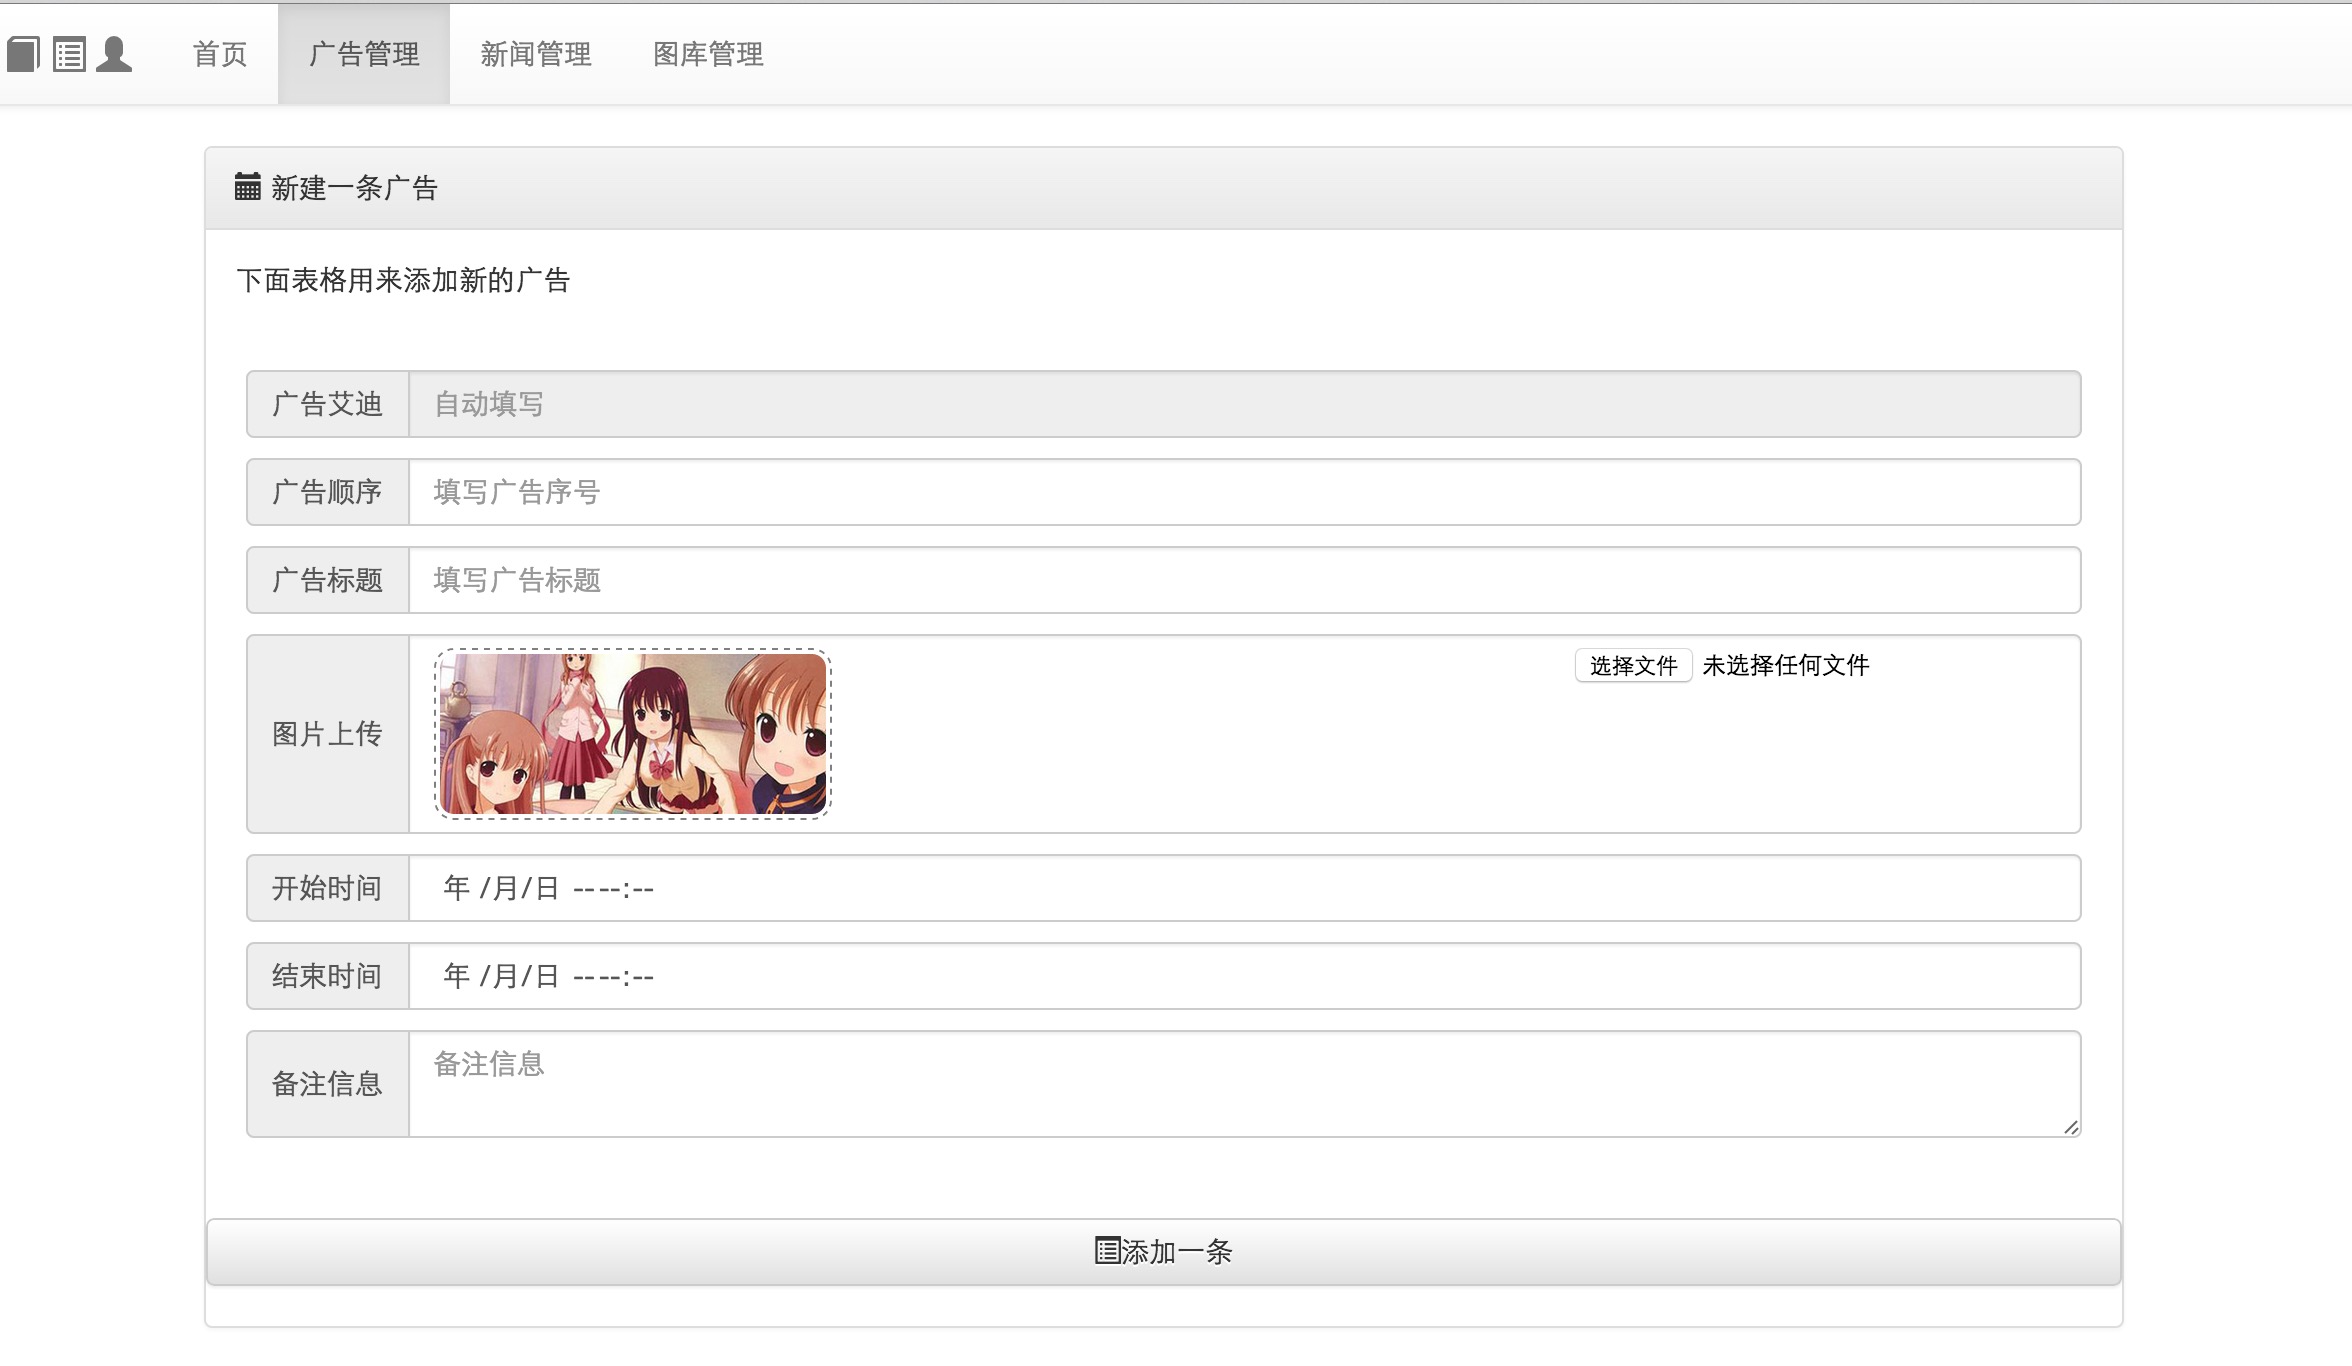 首页 广告管理 新闻管理 图库管理
新建一条广告
下面表格用来添加新的广告
广告艾迪 自动填写
广告顺序 填写广告序号
广告标题 填写广告标题
图片上传 选择文件 未选择任何文件
开始时间 年 /月/日 -- --:--
结束时间 年 /月/日 -- --:--
备注信息 备注信息
添加一条